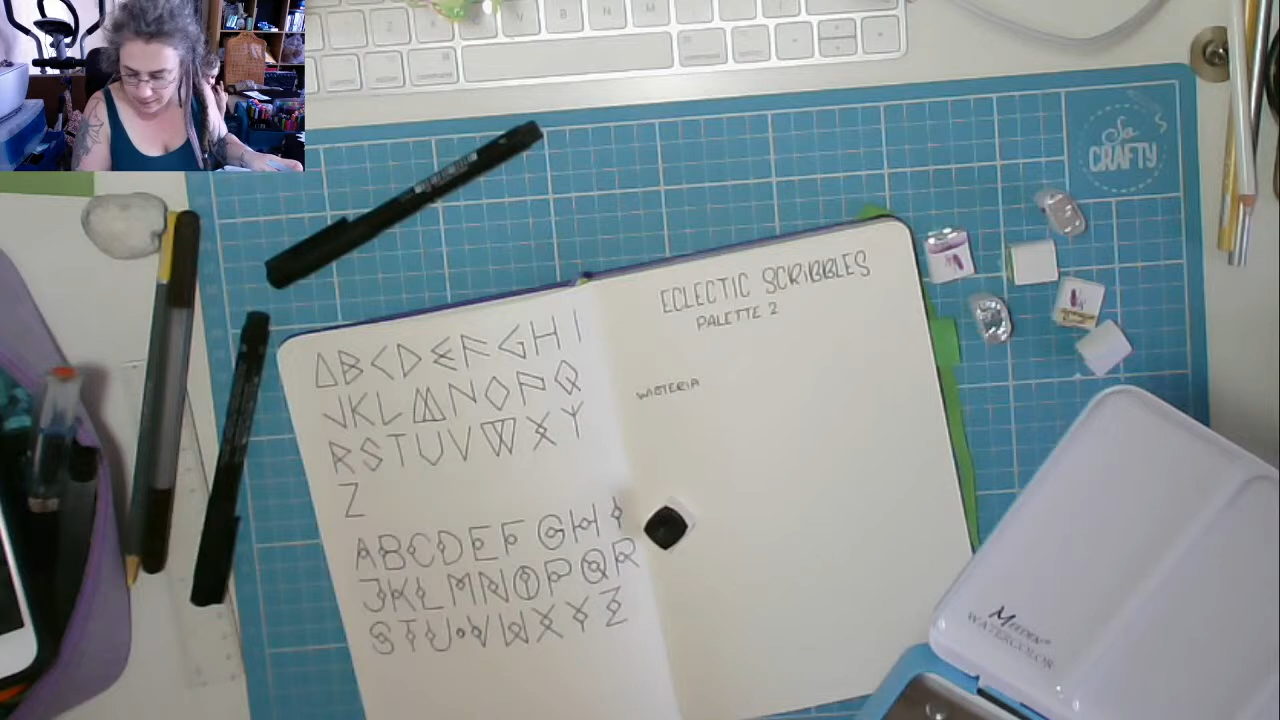 So
CRAFTY
ECLECTIC SCRIBBLES
PALETTE 2
WISTERIA
ABCDEFGHI
JKLMNOPQ
RSTUVWXY
Z
ABCDEFGHI
JKLMNOPQR
STUVWXYZ
MEEDEN
WATERCOLOR